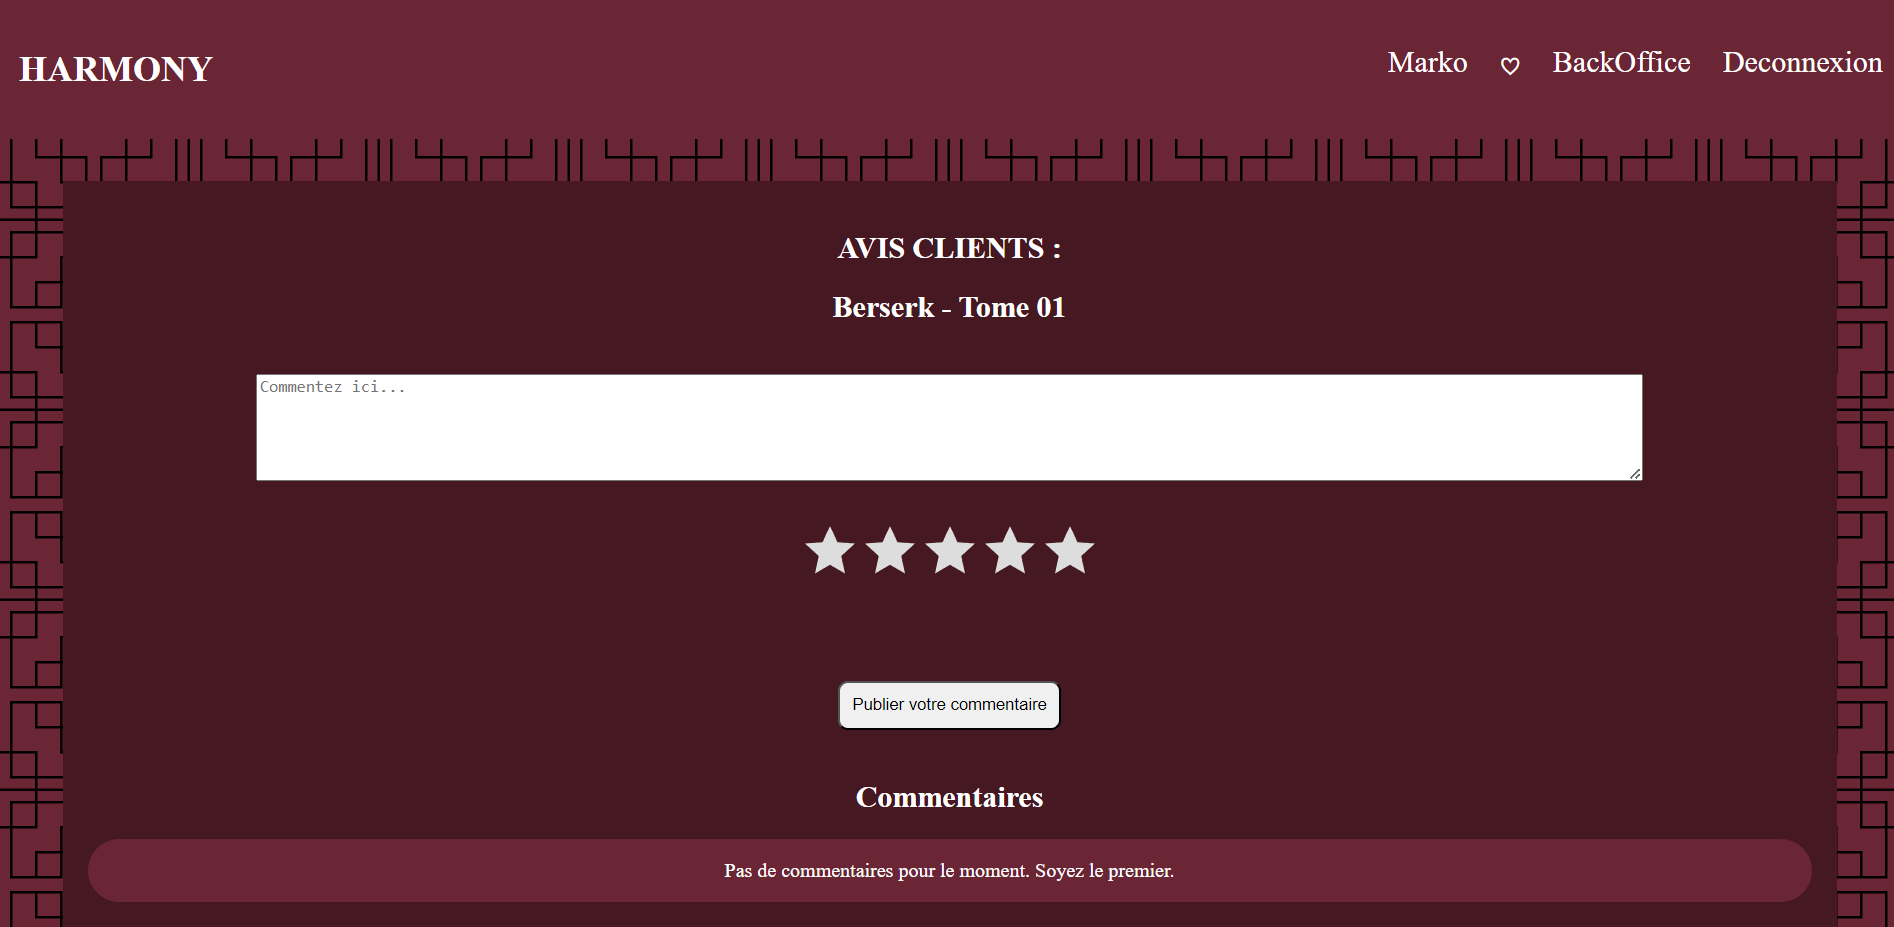 HARMONY
Marko ♡ BackOffice Deconnexion
AVIS CLIENTS :
Berserk - Tome 01
Commentez ici...
Publier votre commentaire
Commentaires
Pas de commentaires pour le moment. Soyez le premier.